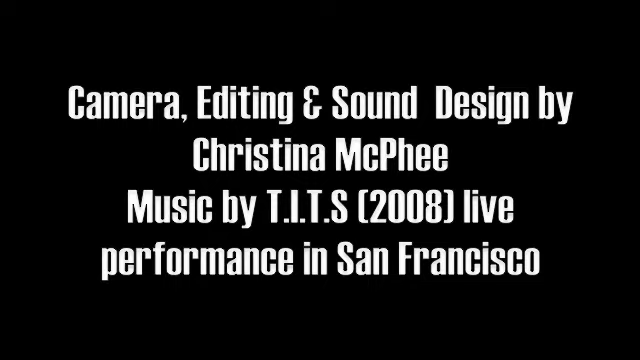 Camera, Editing & Sound  Design by
Christina McPhee
Music by T.I.T.S (2008) live
performance in San Francisco